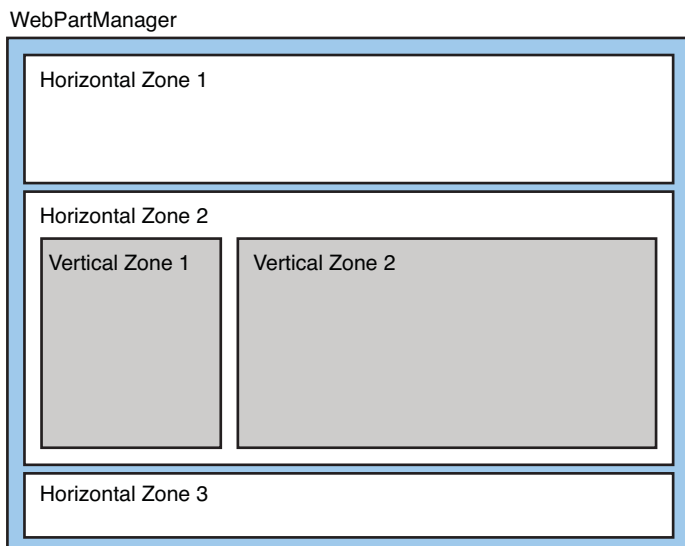 WebPartManager
Horizontal Zone 1
Horizontal Zone 2
Vertical Zone 1
Vertical Zone 2
Horizontal Zone 3